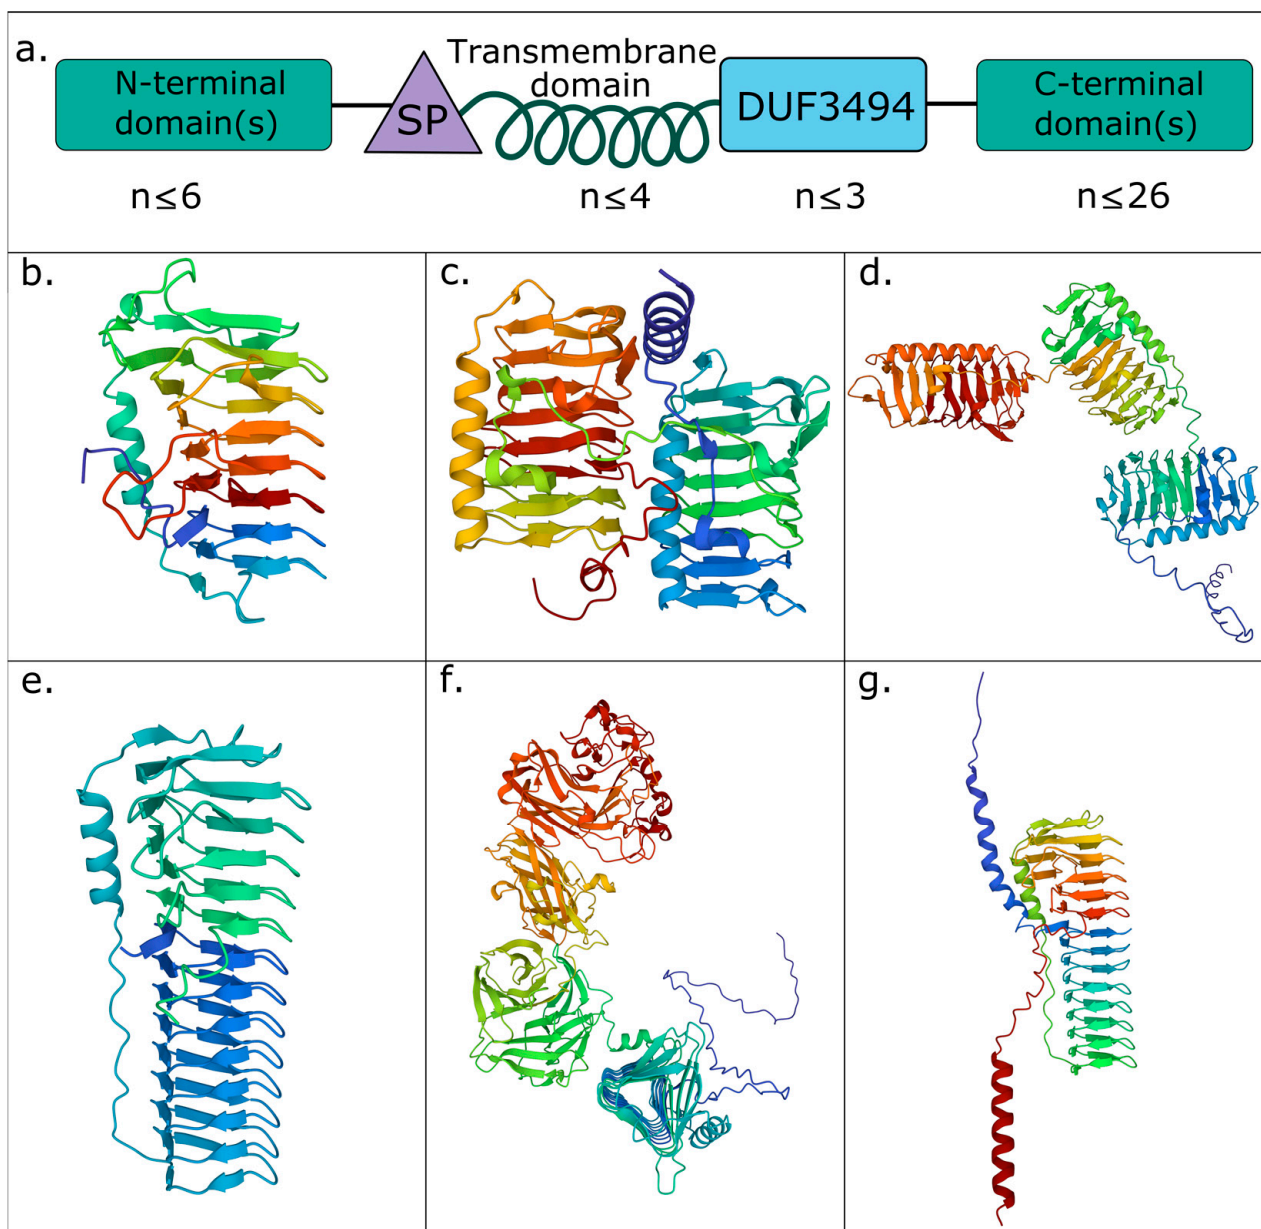 a.
Transmembrane
domain
N-terminal
domain(s)
SP
DUF3494
C-terminal
domain(s)
n≤6
n≤4
n≤3
n≤26
b.
c.
d.
e.
f.
g.